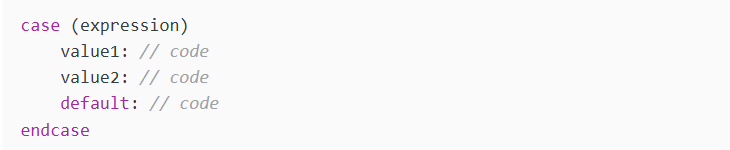 case (expression)
    value1: // code
    value2: // code
    default: // code
endcase